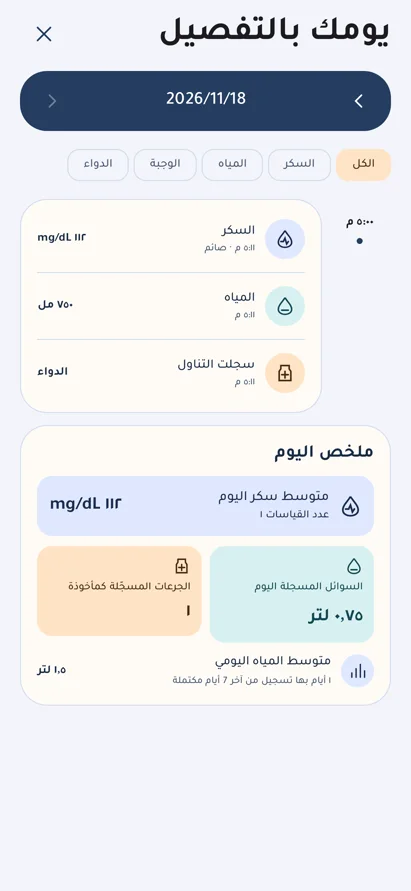 يومك بالتفصيل
2026/11/18
الكل
السكر
المياه
الوجبة
الدواء
٥:٠٠ م
السكر
٥:١١ م · صائم
١١٢ mg/dL
المياه
٥:١١ م
٧٥٠ مل
سجلت التناول
٥:١١ م
الدواء
ملخص اليوم
متوسط سكر اليوم
عدد القياسات ١
١١٢ mg/dL
السوائل المسجلة اليوم
٠,٧٥ لتر
الجرعات المسجّلة كمأخوذة
١
متوسط المياه اليومي
١ أيام بها تسجيل من آخر 7 أيام مكتملة
١,٥ لتر